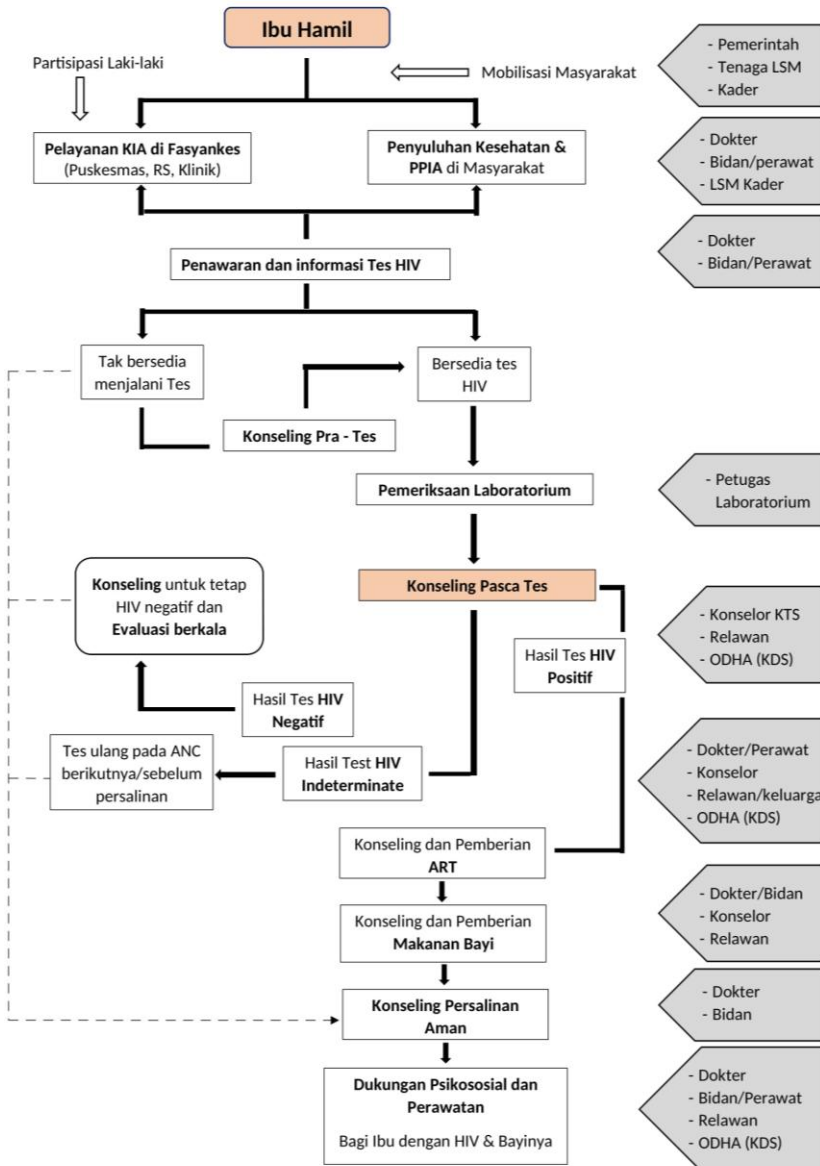 Ibu Hamil
Partisipasi Laki-laki
Mobilisasi Masyarakat
- Pemerintah
- Tenaga LSM
- Kader
Pelayanan KIA di Fasyankes
(Puskesmas, RS, Klinik)
Penyuluhan Kesehatan &
PPIA di Masyarakat
- Dokter
- Bidan/perawat
- LSM Kader
Penawaran dan informasi Tes HIV
- Dokter
- Bidan/Perawat
Tak bersedia
menjalani Tes
Bersedia tes
HIV
Konseling Pra - Tes
Pemeriksaan Laboratorium
- Petugas
Laboratorium
Konseling Pasca Tes
Konseling untuk tetap
HIV negatif dan
Evaluasi berkala
Hasil Tes HIV
Positif
- Konselor KTS
- Relawan
- ODHA (KDS)
Hasil Tes HIV
Negatif
Tes ulang pada ANC
berikutnya/sebelum
persalinan
Hasil Test HIV
Indeterminate
- Dokter/Perawat
- Konselor
- Relawan/keluarga
- ODHA (KDS)
Konseling dan Pemberian
ART
Konseling dan Pemberian
Makanan Bayi
- Dokter/Bidan
- Konselor
- Relawan
Konseling Persalinan
Aman
- Dokter
- Bidan
Dukungan Psikososial dan
Perawatan
Bagi Ibu dengan HIV & Bayinya
- Dokter
- Bidan/Perawat
- Relawan
- ODHA (KDS)